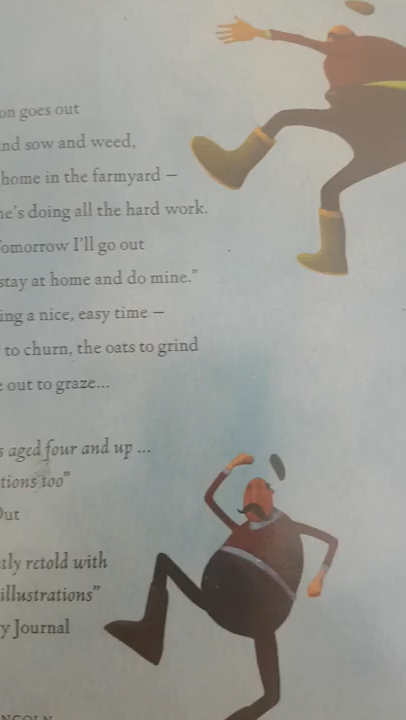 on goes out
nd sow and weed,
home in the farmyard –
he's doing all the hard work.
omorrow I'll go out
stay at home and do mine."
ing a nice, easy time –
to churn, the oats to grind
out to graze...
s aged four and up ...
tions too"
Out
tly retold with
illustrations"
y Journal
NCOLN